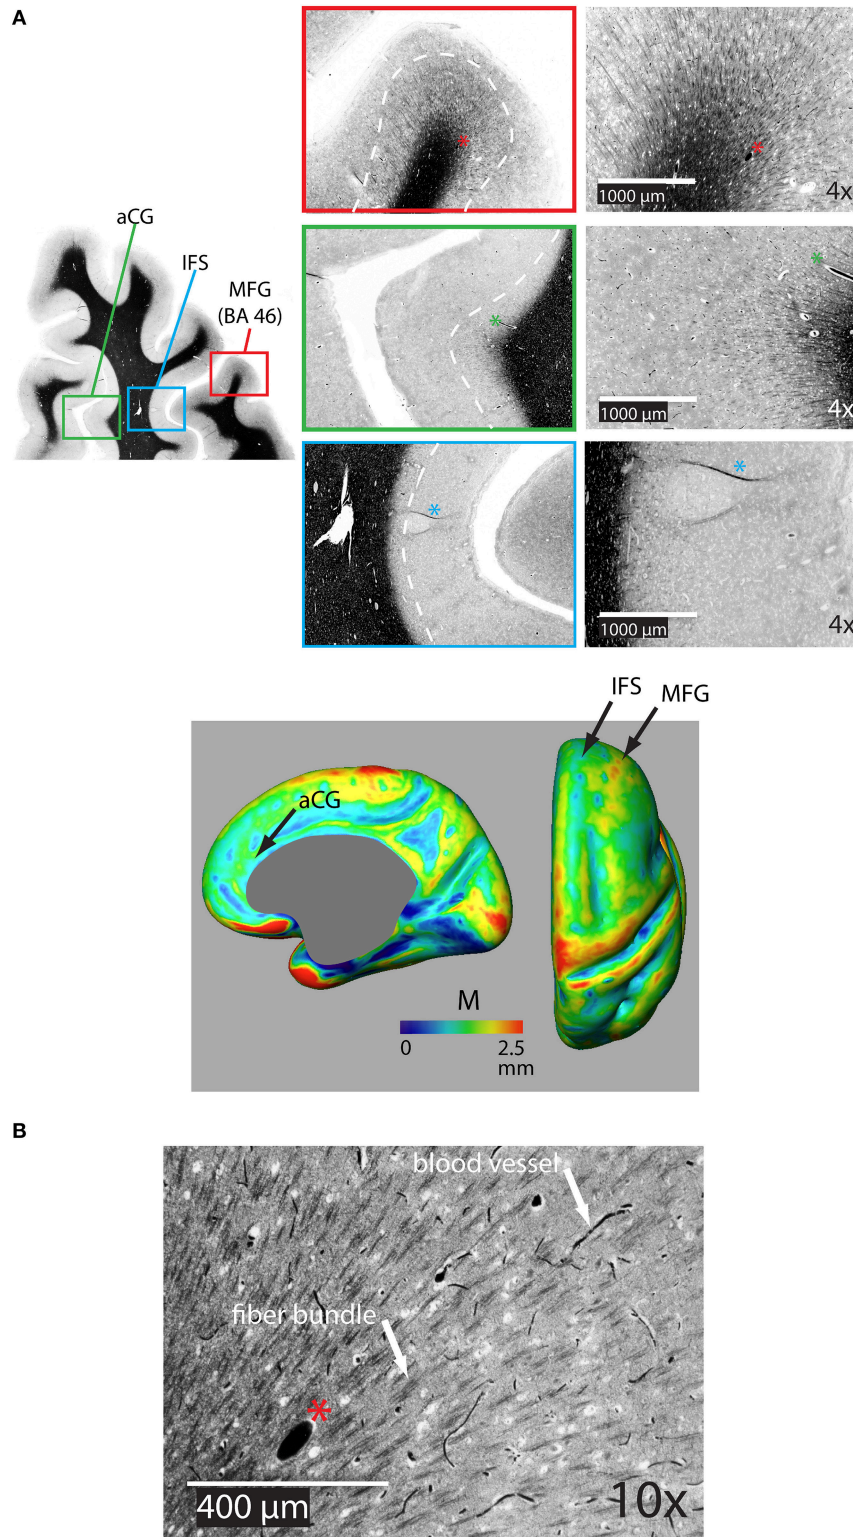 A
aCG
IFS
MFG
(BA 46)
*
*
1000 µm
4x
*
*
1000 µm
4x
*
*
1000 µm
4x
IFS
MFG
aCG
M
0
2.5
mm
B
blood vessel
fiber bundle
*
400 µm
10x